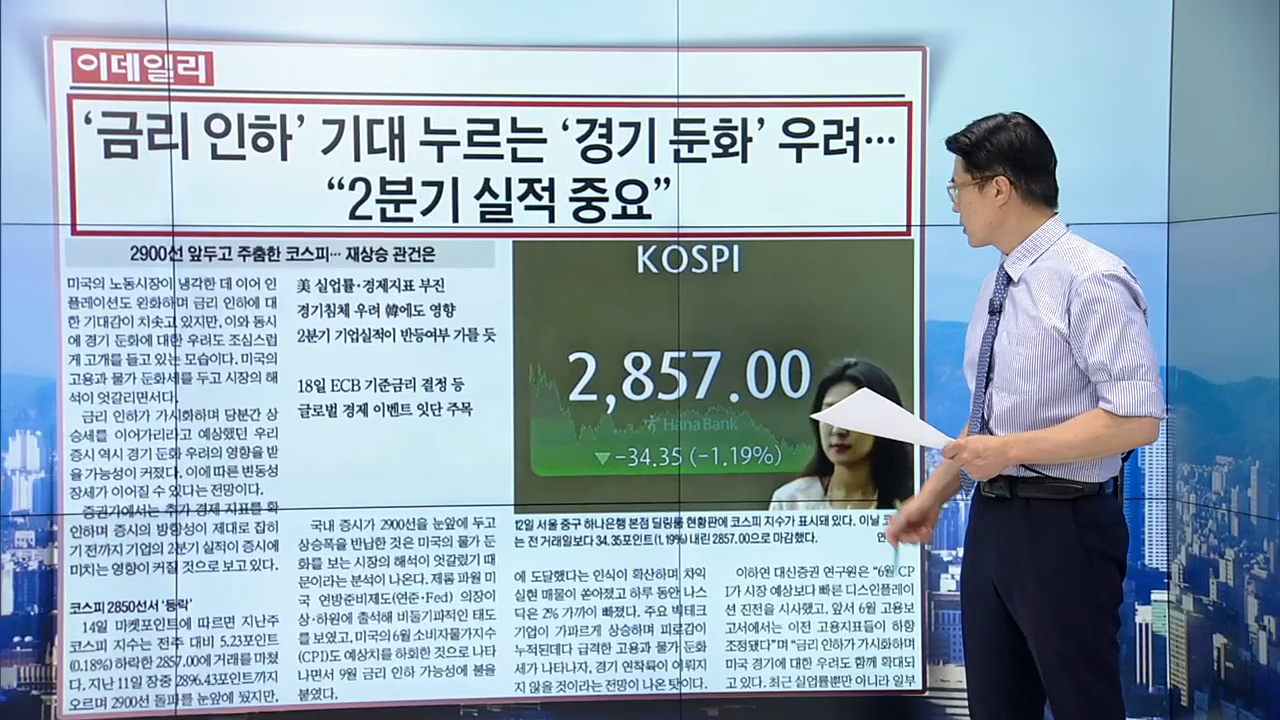 이데일리
‘금리 인하’ 기대 누르는 ‘경기 둔화’ 우려…
“2분기 실적 중요”
2900선 앞두고 주춤한 코스피… 재상승 관건은
미국의 노동시장이 냉각한 데 이어 인
플레이션도 완화하며 금리 인하에 대
한 기대감이 치솟고 있지만, 이와 동시
에 경기 둔화에 대한 우려도 조심스럽
게 고개를 들고 있는 모습이다. 미국의
고용과 물가 둔화세를 두고 시장의 해
석이 엇갈리면서다.
금리 인하가 가시화하며 당분간 상
승세를 이어가리라고 예상했던 우리
증시 역시 경기 둔화 우려의 영향을 받
을 가능성이 커졌다. 이에 따른 변동성
장세가 이어질 수 있다는 전망이다.
증권가에서는 추가 경제 지표를 확
인하며 증시의 방향성이 제대로 잡히
기 전까지 기업의 2분기 실적이 증시에
미치는 영향이 커질 것으로 보고 있다.
코스피 2850선서 ‘등락’
14일 마켓포인트에 따르면 지난주
코스피 지수는 전주 대비 5.23포인트
(0.18%) 하락한 2857.00에 거래를 마쳤
다. 지난 11일 장중 2896.43포인트까지
오르며 2900선 돌파를 눈앞에 뒀지만,
美 실업률·경제지표 부진
경기침체 우려 韓에도 영향
2분기 기업실적이 반등여부 가를 듯
18일 ECB 기준금리 결정 등
글로벌 경제 이벤트 잇단 주목
국내 증시가 2900선을 눈앞에 두고
상승폭을 반납한 것은 미국의 물가 둔
화를 보는 시장의 해석이 엇갈렸기 때
문이라는 분석이 나온다. 제롬 파월 미
국 연방준비제도(연준·Fed) 의장이
상·하원에 출석해 비둘기파적인 태도
를 보였고, 미국의 6월 소비자물가지수
(CPI)도 예상치를 하회한 것으로 나타
나면서 9월 금리 인하 가능성에 불을
붙였다.
KOSPI
2,857.00
Hana Bank
▼-34.35 (-1.19%)
12일 서울 중구 하나은행 본점 딜링룸 현황판에 코스피 지수가 표시돼 있다. 이날 코
는 전 거래일보다 34.35포인트(1.19%) 내린 2857.00으로 마감했다.
에 도달했다는 인식이 확산하며 차익
실현 매물이 쏟아졌고 하루 동안 나스
닥은 2% 가까이 빠졌다. 주요 빅테크
기업이 가파르게 상승하며 피로감이
누적된데다 급격한 고용과 물가 둔화
세가 나타나자, 경기 연착륙이 이뤄지
지 않을 것이라는 전망이 나온 탓이다.
이하연 대신증권 연구원은 “6월 CP
I가 시장 예상보다 빠른 디스인플레이
션 진전을 시사했고, 앞서 6월 고용보
고서에서는 이전 고용지표들이 하향
조정됐다”며 “금리 인하가 가시화하며
미국 경기에 대한 우려도 함께 확대되
고 있다. 최근 실업률뿐만 아니라 일부